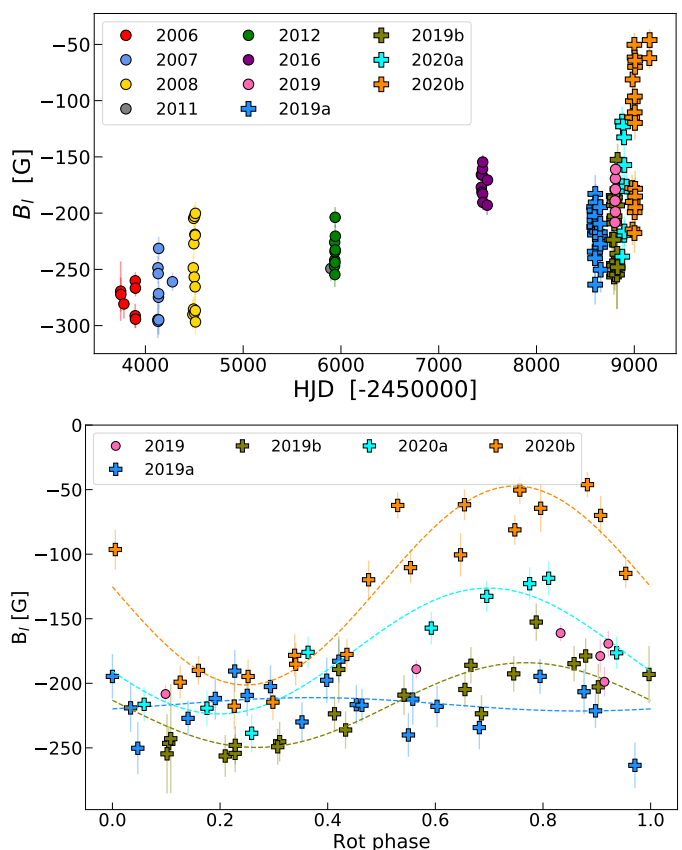 2006
2007
2008
2011
2012
2016
2019
2019a
2019b
2020a
2020b
−50
−100
−150
−200
−250
−300
B_l [G]
4000 5000 6000 7000 8000 9000
HJD [-2450000]
2019
2019a
2019b
2020a
2020b
0
−50
−100
−150
−200
−250
B_l [G]
0.0 0.2 0.4 0.6 0.8 1.0
Rot phase